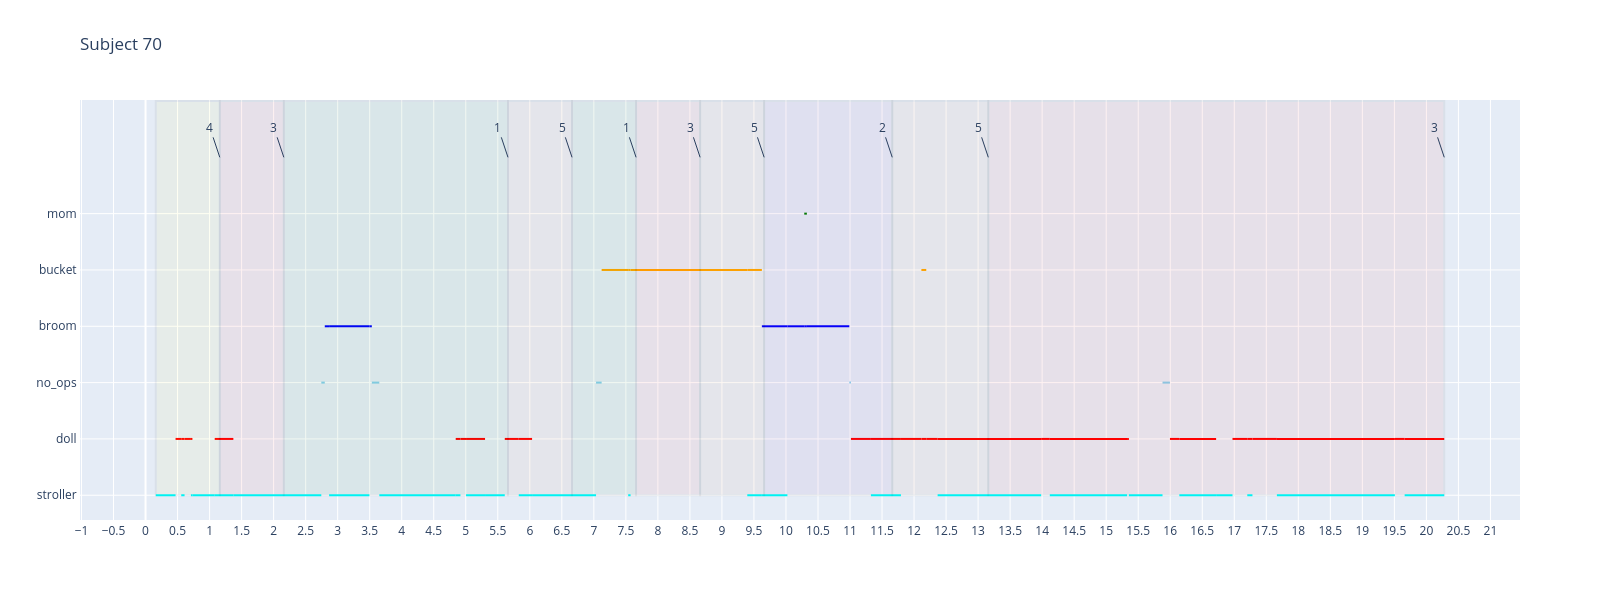 Subject 70
4 3 1 5 1 3 5 2 5 3
mom
bucket
broom
no_ops
doll
stroller
−1 −0.5 0 0.5 1 1.5 2 2.5 3 3.5 4 4.5 5 5.5 6 6.5 7 7.5 8 8.5 9 9.5 10 10.5 11 11.5 12 12.5 13 13.5 14 14.5 15 15.5 16 16.5 17 17.5 18 18.5 19 19.5 20 20.5 21